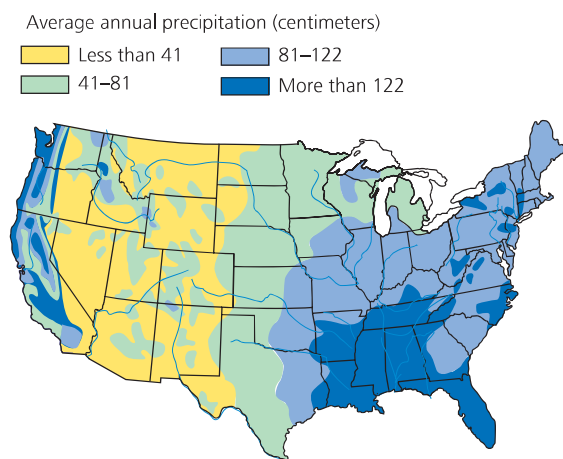 Average annual precipitation (centimeters)
Less than 41
81–122
41–81
More than 122